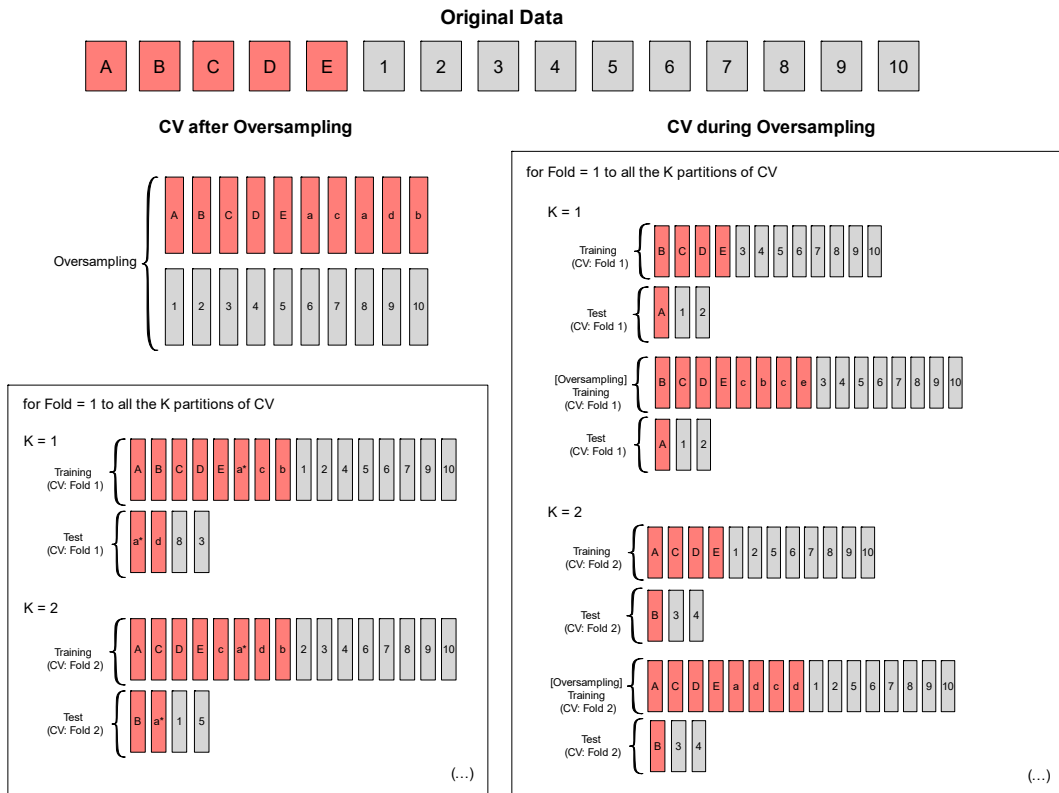 Original Data
A B C D E 1 2 3 4 5 6 7 8 9 10
CV after Oversampling
Oversampling
A B C D E a c a d b
1 2 3 4 5 6 7 8 9 10
for Fold = 1 to all the K partitions of CV
K = 1
Training
(CV: Fold 1)
A B C D E a* c b 1 2 4 5 6 7 9 10
Test
(CV: Fold 1)
a* d 8 3
K = 2
Training
(CV: Fold 2)
A C D E c a* d b 2 3 4 6 7 8 9 10
Test
(CV: Fold 2)
B a* 1 5
(...)
CV during Oversampling
for Fold = 1 to all the K partitions of CV
K = 1
Training
(CV: Fold 1)
B C D E 3 4 5 6 7 8 9 10
Test
(CV: Fold 1)
A 1 2
[Oversampling]
Training
(CV: Fold 1)
B C D E c b c e 3 4 5 6 7 8 9 10
Test
(CV: Fold 1)
A 1 2
K = 2
Training
(CV: Fold 2)
A C D E 1 2 5 6 7 8 9 10
Test
(CV: Fold 2)
B 3 4
[Oversampling]
Training
(CV: Fold 2)
A C D E a d c d 1 2 5 6 7 8 9 10
Test
(CV: Fold 2)
B 3 4
(...)